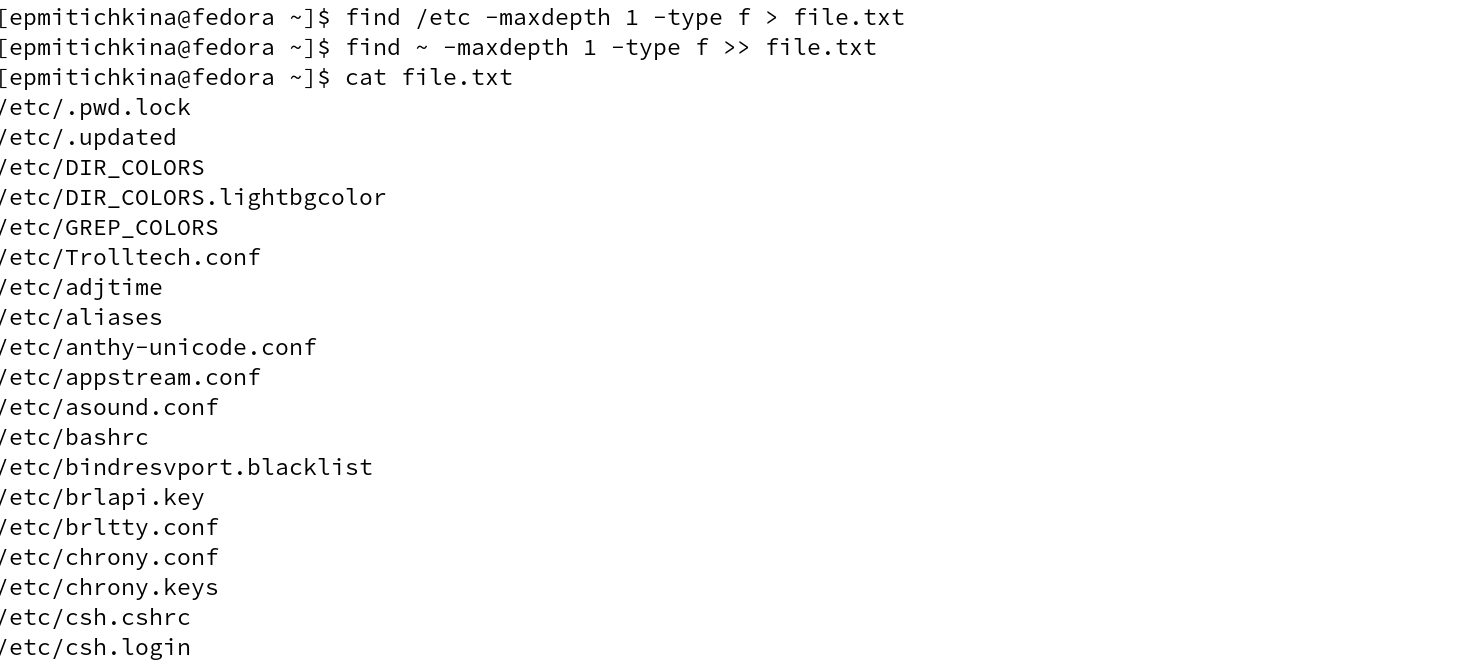 [epmitichkina@fedora ~]$ find /etc -maxdepth 1 -type f > file.txt
[epmitichkina@fedora ~]$ find ~ -maxdepth 1 -type f >> file.txt
[epmitichkina@fedora ~]$ cat file.txt
/etc/.pwd.lock
/etc/.updated
/etc/DIR_COLORS
/etc/DIR_COLORS.lightbgcolor
/etc/GREP_COLORS
/etc/Trolltech.conf
/etc/adjtime
/etc/aliases
/etc/anthy-unicode.conf
/etc/appstream.conf
/etc/asound.conf
/etc/bashrc
/etc/bindresvport.blacklist
/etc/brlapi.key
/etc/brltty.conf
/etc/chrony.conf
/etc/chrony.keys
/etc/csh.cshrc
/etc/csh.login